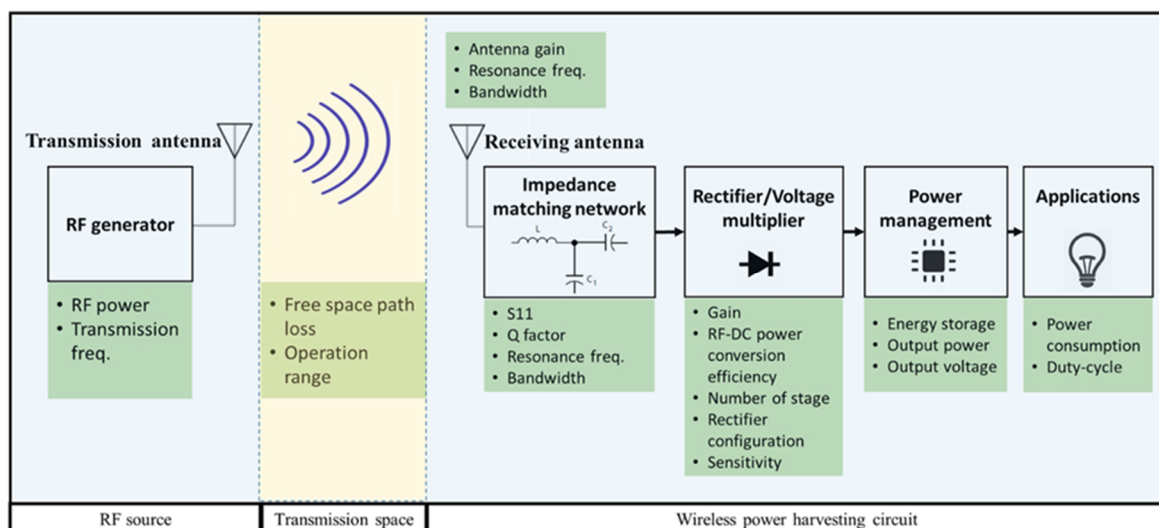 • Antenna gain
• Resonance freq.
• Bandwidth
Transmission antenna
Receiving antenna
RF generator
• RF power
• Transmission
freq.
• Free space path
loss
• Operation
range
Impedance
matching network
L
C2
C1
• S11
• Q factor
• Resonance freq.
• Bandwidth
Rectifier/Voltage
multiplier
• Gain
• RF-DC power
conversion
efficiency
• Number of stage
• Rectifier
configuration
• Sensitivity
Power
management
• Energy storage
• Output power
• Output voltage
Applications
• Power
consumption
• Duty-cycle
RF source
Transmission space
Wireless power harvesting circuit